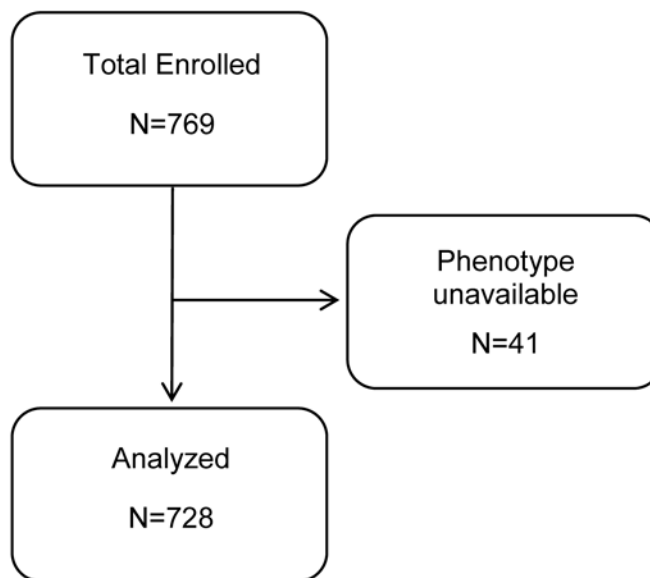 Total Enrolled
N=769
Phenotype
unavailable
N=41
Analyzed
N=728